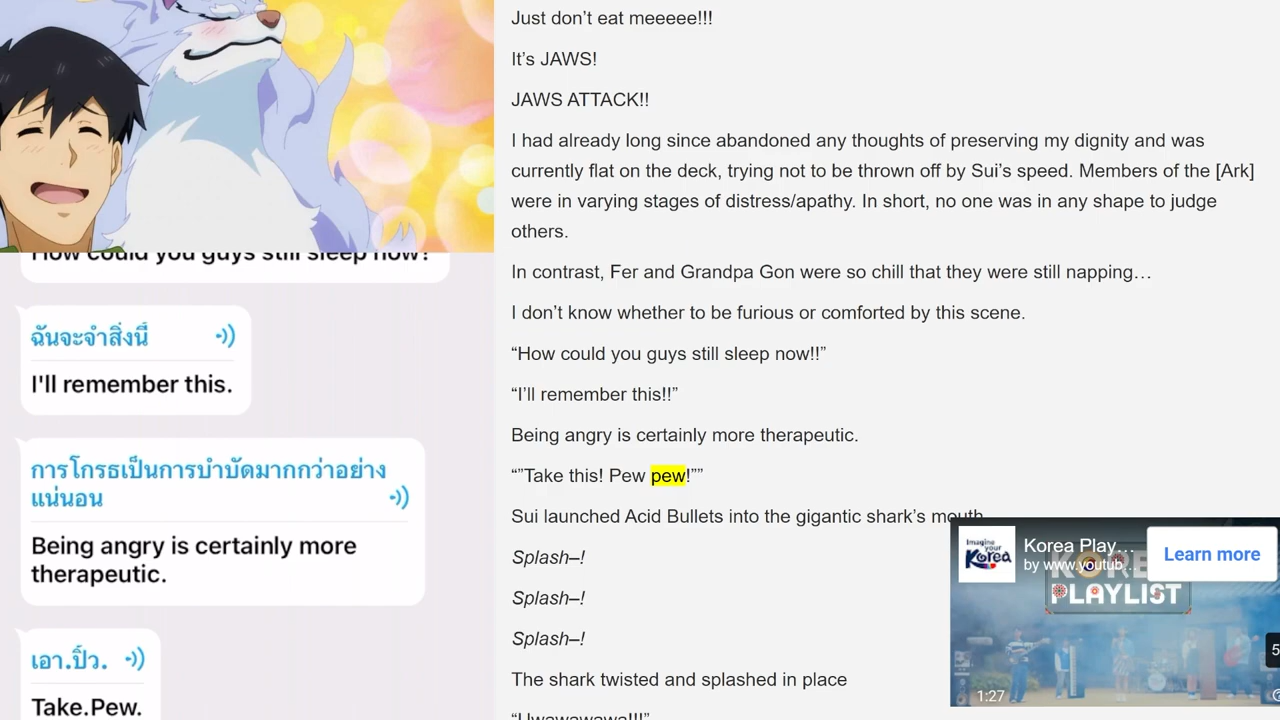 How could you guys still sleep now?
ฉันจะจำสิ่งนี้
I'll remember this.
การโกรธเป็นการบำบัดมากกว่าอย่าง
แน่นอน
Being angry is certainly more
therapeutic.
เอา.ปิ้ว.
Take.Pew.
Just don’t eat meeeee!!!
It’s JAWS!
JAWS ATTACK!!
I had already long since abandoned any thoughts of preserving my dignity and was
currently flat on the deck, trying not to be thrown off by Sui’s speed. Members of the [Ark]
were in varying stages of distress/apathy. In short, no one was in any shape to judge
others.
In contrast, Fer and Grandpa Gon were so chill that they were still napping…
I don’t know whether to be furious or comforted by this scene.
“How could you guys still sleep now!!”
“I’ll remember this!!”
Being angry is certainly more therapeutic.
“”Take this! Pew pew!””
Sui launched Acid Bullets into the gigantic shark’s mouth
Splash–!
Splash–!
Splash–!
The shark twisted and splashed in place
“Uwawawawa!!!”
Imagine
your
Korea
Korea Play…
by www.youtub…
Learn more
KOREA
PLAYLIST
1:27
5